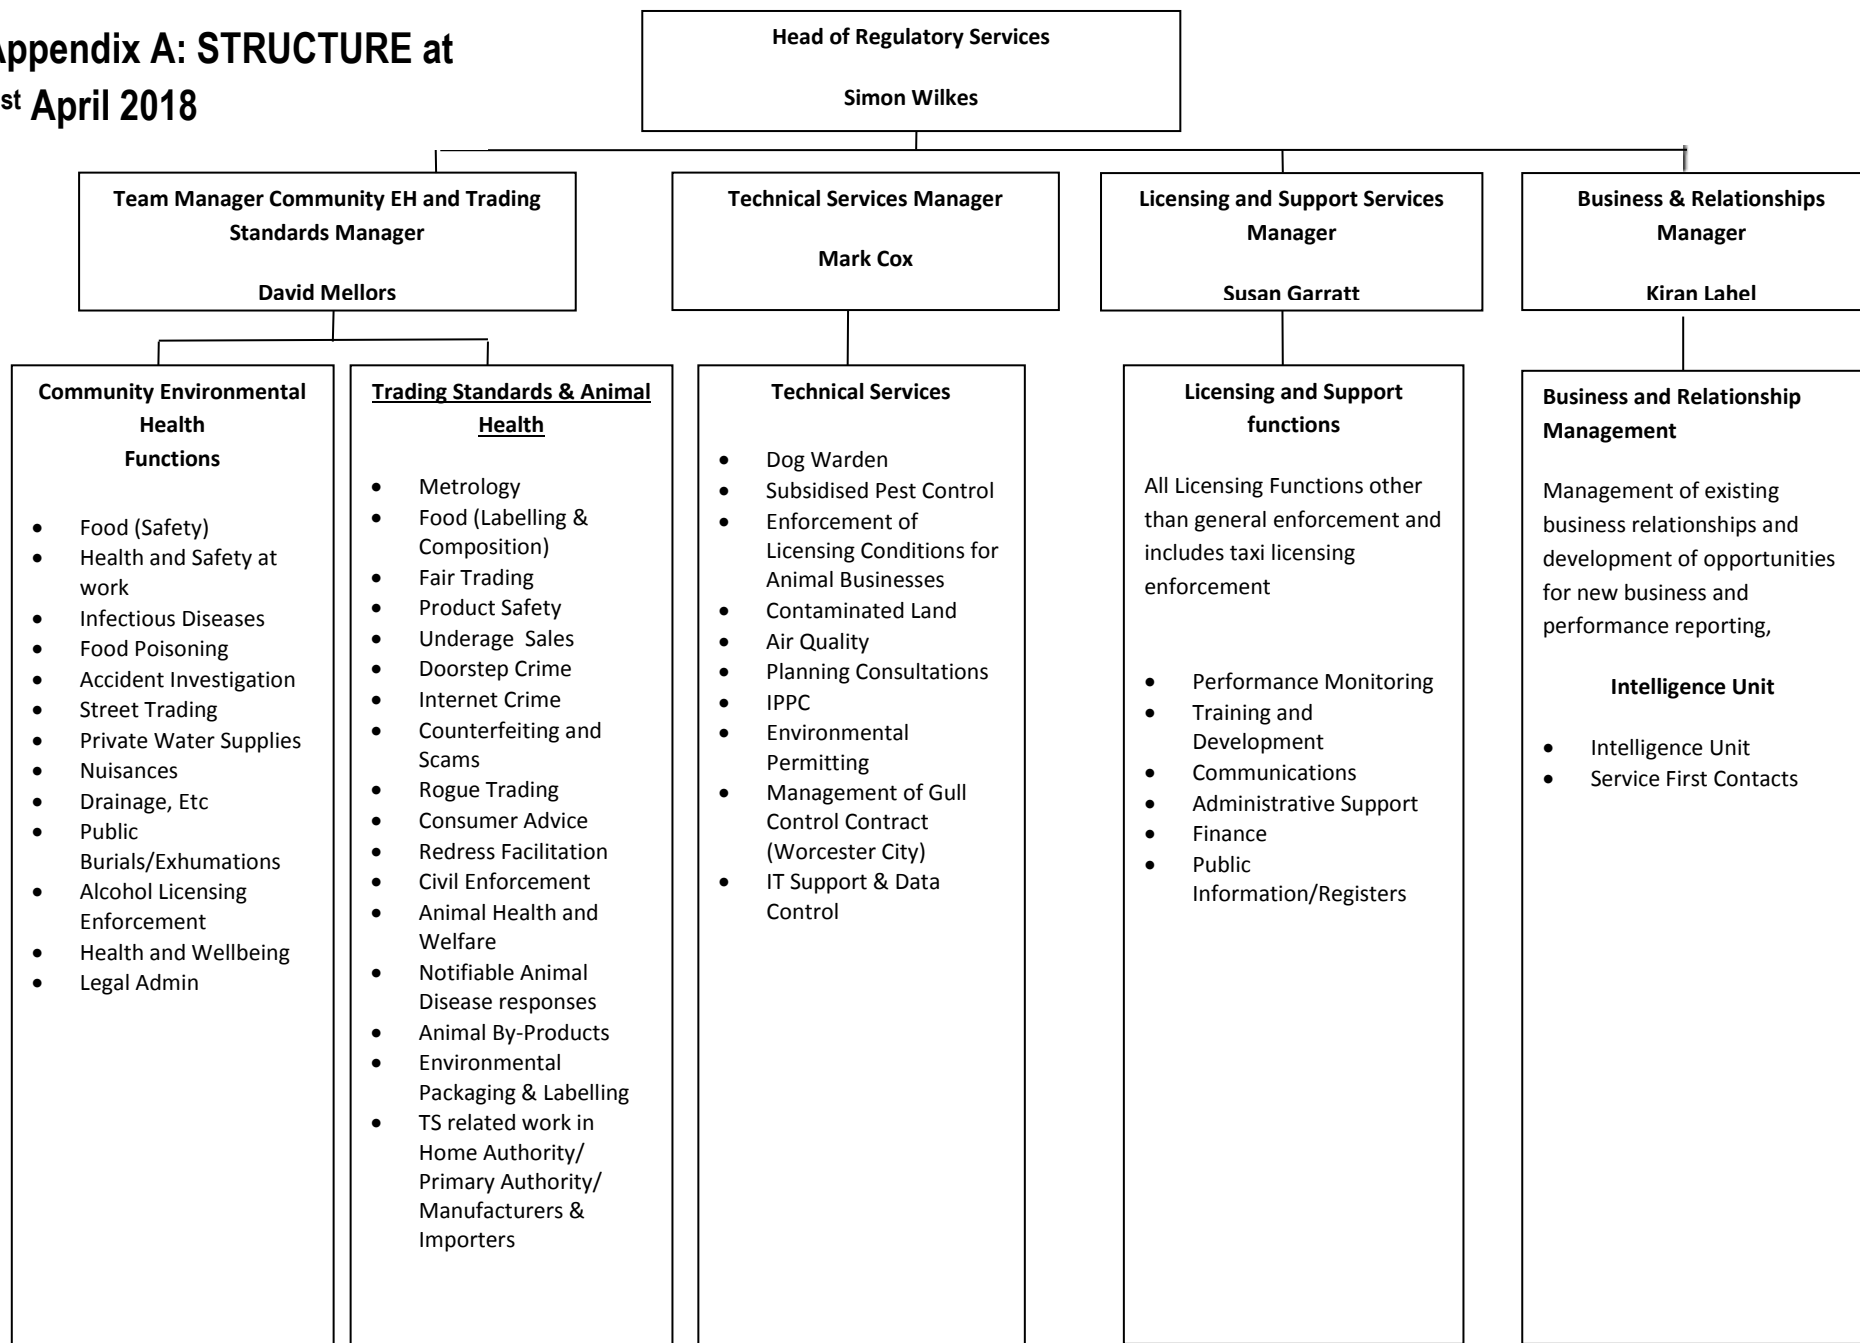 Appendix A: STRUCTURE at
st April 2018
Head of Regulatory Services
Simon Wilkes
Team Manager Community EH and Trading
Standards Manager
David Mellors
Technical Services Manager
Mark Cox
Licensing and Support Services
Manager
Susan Garratt
Business & Relationships
Manager
Kiran Lahel
Community Environmental
Health
Functions
• Food (Safety)
• Health and Safety at
work
• Infectious Diseases
• Food Poisoning
• Accident Investigation
• Street Trading
• Private Water Supplies
• Nuisances
• Drainage, Etc
• Public
Burials/Exhumations
• Alcohol Licensing
Enforcement
• Health and Wellbeing
• Legal Admin
Trading Standards & Animal
Health
• Metrology
• Food (Labelling &
Composition)
• Fair Trading
• Product Safety
• Underage  Sales
• Doorstep Crime
• Internet Crime
• Counterfeiting and
Scams
• Rogue Trading
• Consumer Advice
• Redress Facilitation
• Civil Enforcement
• Animal Health and
Welfare
• Notifiable Animal
Disease responses
• Animal By-Products
• Environmental
Packaging & Labelling
• TS related work in
Home Authority/
Primary Authority/
Manufacturers &
Importers
Technical Services
• Dog Warden
• Subsidised Pest Control
• Enforcement of
Licensing Conditions for
Animal Businesses
• Contaminated Land
• Air Quality
• Planning Consultations
• IPPC
• Environmental
Permitting
• Management of Gull
Control Contract
(Worcester City)
• IT Support & Data
Control
Licensing and Support
functions
All Licensing Functions other
than general enforcement and
includes taxi licensing
enforcement
• Performance Monitoring
• Training and
Development
• Communications
• Administrative Support
• Finance
• Public
Information/Registers
Business and Relationship
Management
Management of existing
business relationships and
development of opportunities
for new business and
performance reporting,
Intelligence Unit
• Intelligence Unit
• Service First Contacts